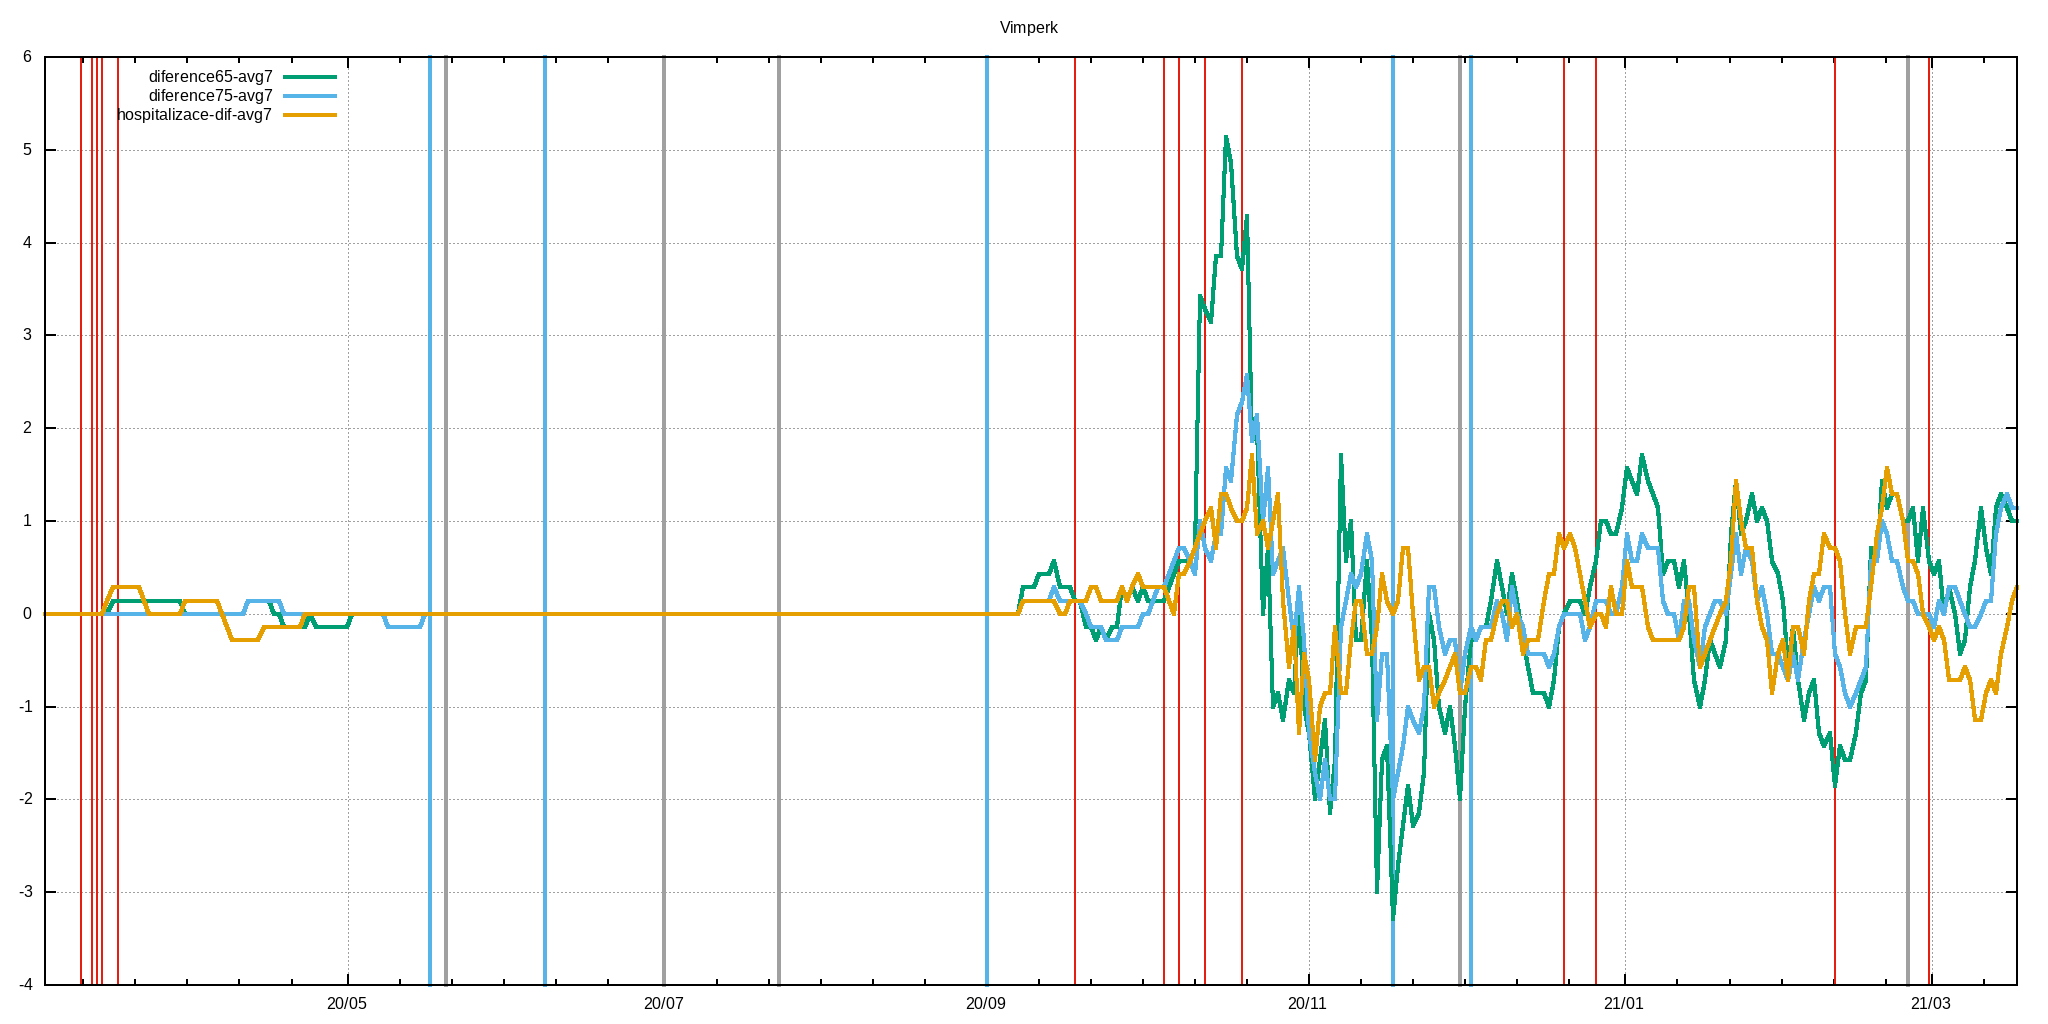 Vimperk
6
diference65-avg7
diference75-avg7
hospitalizace-dif-avg7
5
4
3
2
1
0
-1
-2
-3
-4
20/05 20/07 20/09 20/11 21/01 21/03